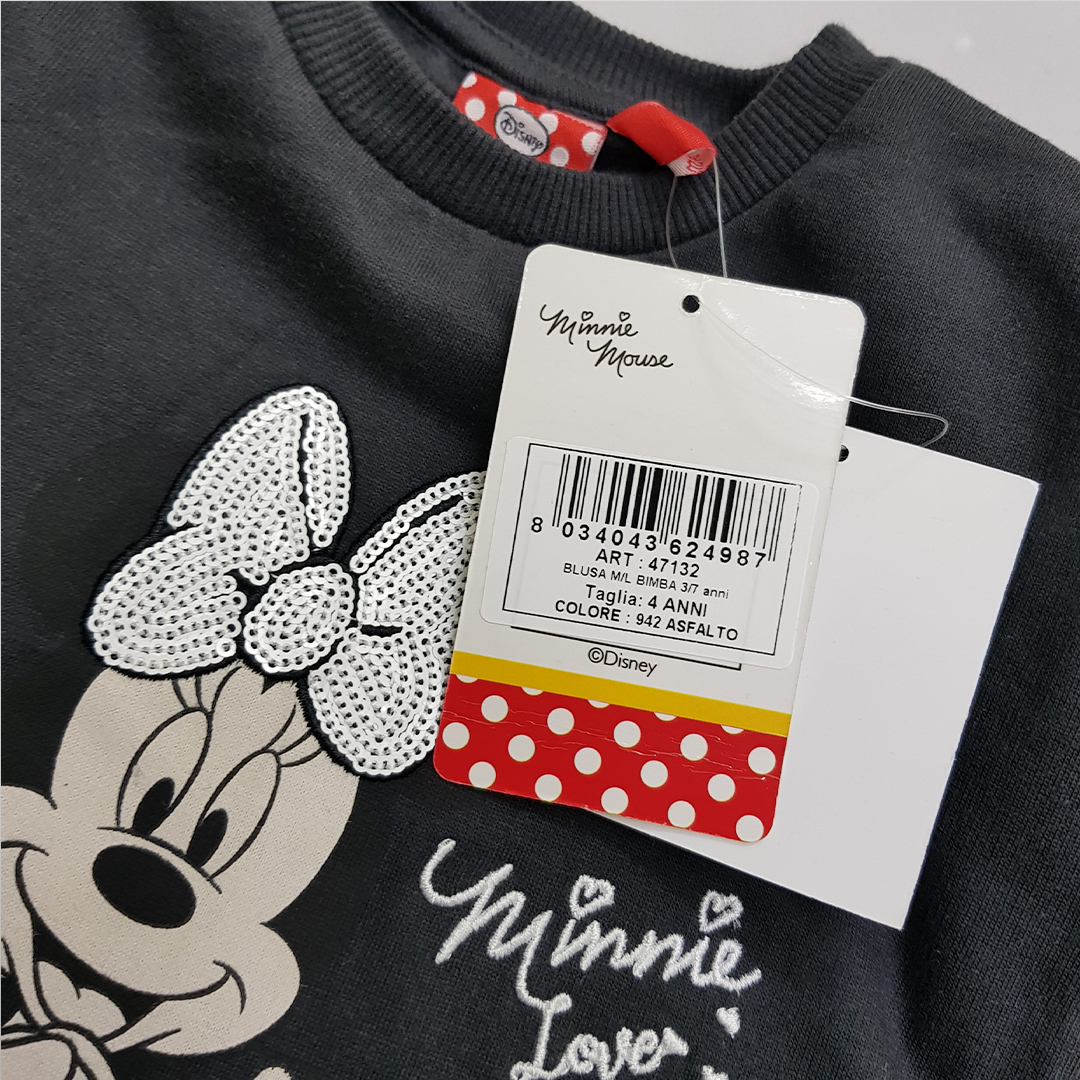 Disney
Minnie
Mouse
8 034043 624987
ART : 47132
BLUSA M/L BIMBA 3/7 anni
Taglia: 4 ANNI
COLORE : 942 ASFALTO
©Disney
Minnie
Loves